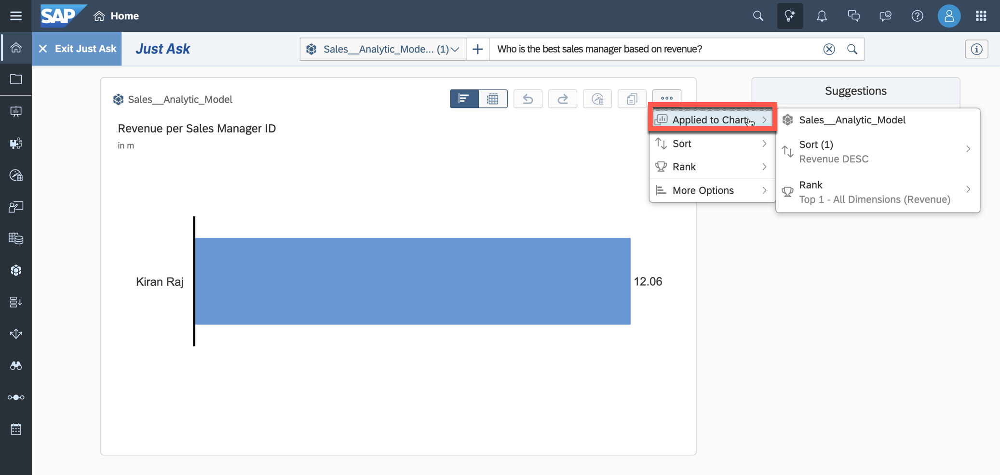 SAP
Home
Exit Just Ask
Just Ask
Sales__Analytic_Mode... (1)
Who is the best sales manager based on revenue?
Sales__Analytic_Model
Revenue per Sales Manager ID
in m
Kiran Raj
12.06
Applied to Chart
Sort
Rank
More Options
Suggestions
Sales__Analytic_Model
Sort (1)
Revenue DESC
Rank
Top 1 - All Dimensions (Revenue)